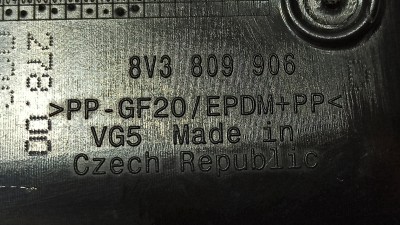 8V3 809 906
>PP-GF20/EPDM+PP<
VG5 Made in
Czech Republic